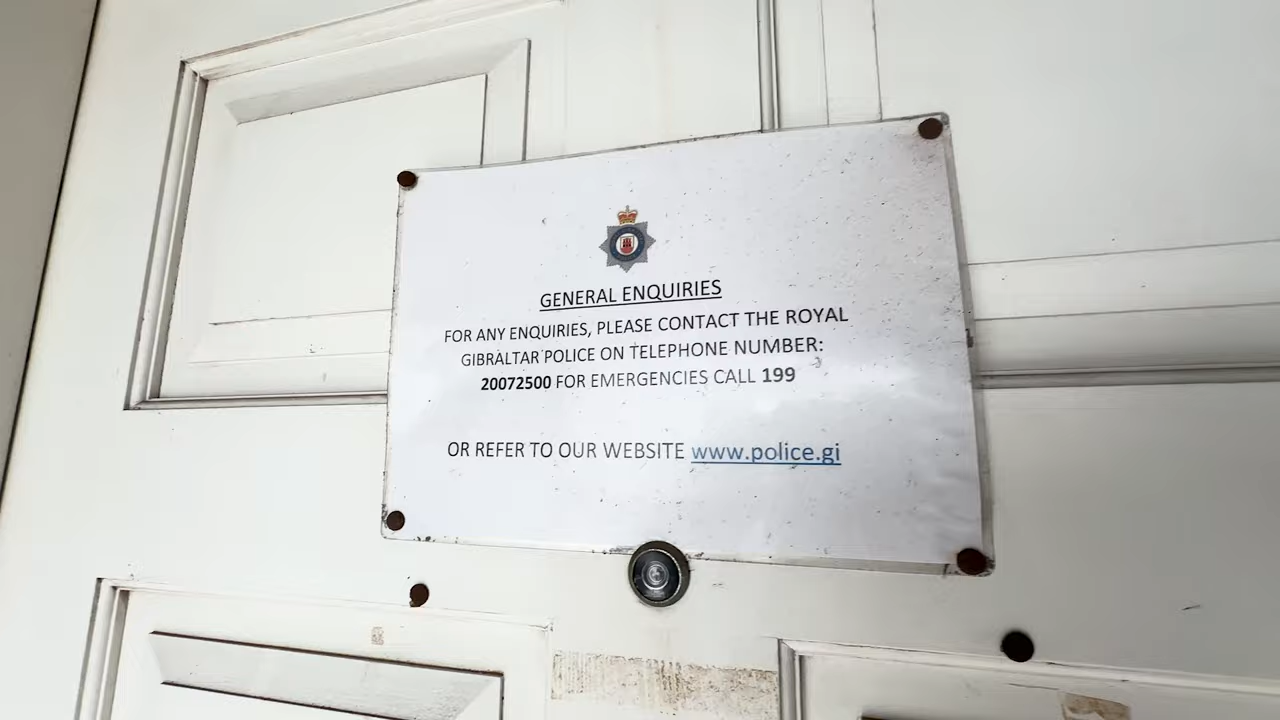 GENERAL ENQUIRIES
FOR ANY ENQUIRIES, PLEASE CONTACT THE ROYAL
GIBRALTAR POLICE ON TELEPHONE NUMBER:
20072500 FOR EMERGENCIES CALL 199
OR REFER TO OUR WEBSITE www.police.gi